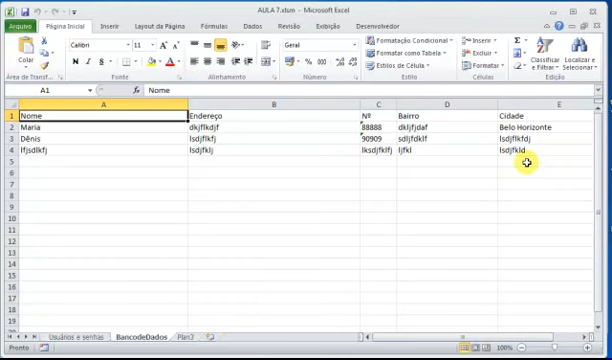 AULA 7.xlsm - Microsoft Excel
Arquivo Página Inicial Inserir Layout da Página Fórmulas Dados Revisão Exibição Desenvolvedor
Colar
Calibri 11
N I S
Geral
% 000
Formatação Condicional
Formatar como Tabela
Estilos de Célula
Inserir
Excluir
Formatar
Classificar e Filtrar
Localizar e Selecionar
Área de Transf... Fonte Alinhamento Número Estilo Células Edição
A1 fx Nome
A B C D E
1 Nome Endereço Nº Bairro Cidade
2 Maria dkjflkdjf 88888 dkljfjdaf Belo Horizonte
3 Dênis lsdjflkfj 90909 sdljfdklf lsdjflkfdj
4 lfjsdlkfj lsdjfklj lksdjfklfj ljfkl lsdjfkld
5
6
7
8
9
10
11
12
13
14
15
16
17
18
19
Usuários e senhas BancodeDados Plan3
Pronto 100%